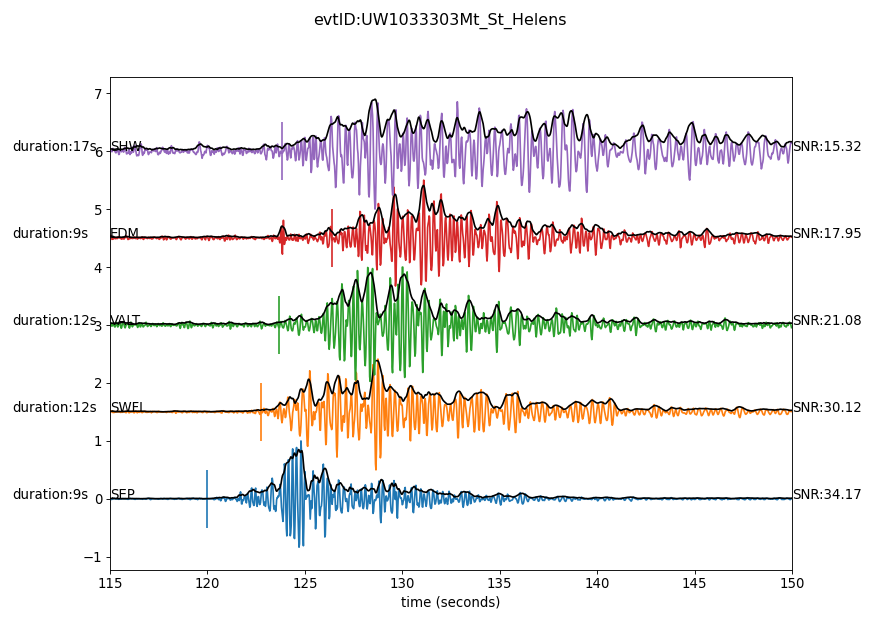 evtID:UW1033303Mt_St_Helens
7
duration:17s SHW 6 SNR:15.32
5
duration:9s EDM SNR:17.95
4
duration:12s VALT 3 SNR:21.08
2
duration:12s SWFL SNR:30.12
1
duration:9s SEP 0 SNR:34.17
−1
115 120 125 130 135 140 145 150
time (seconds)